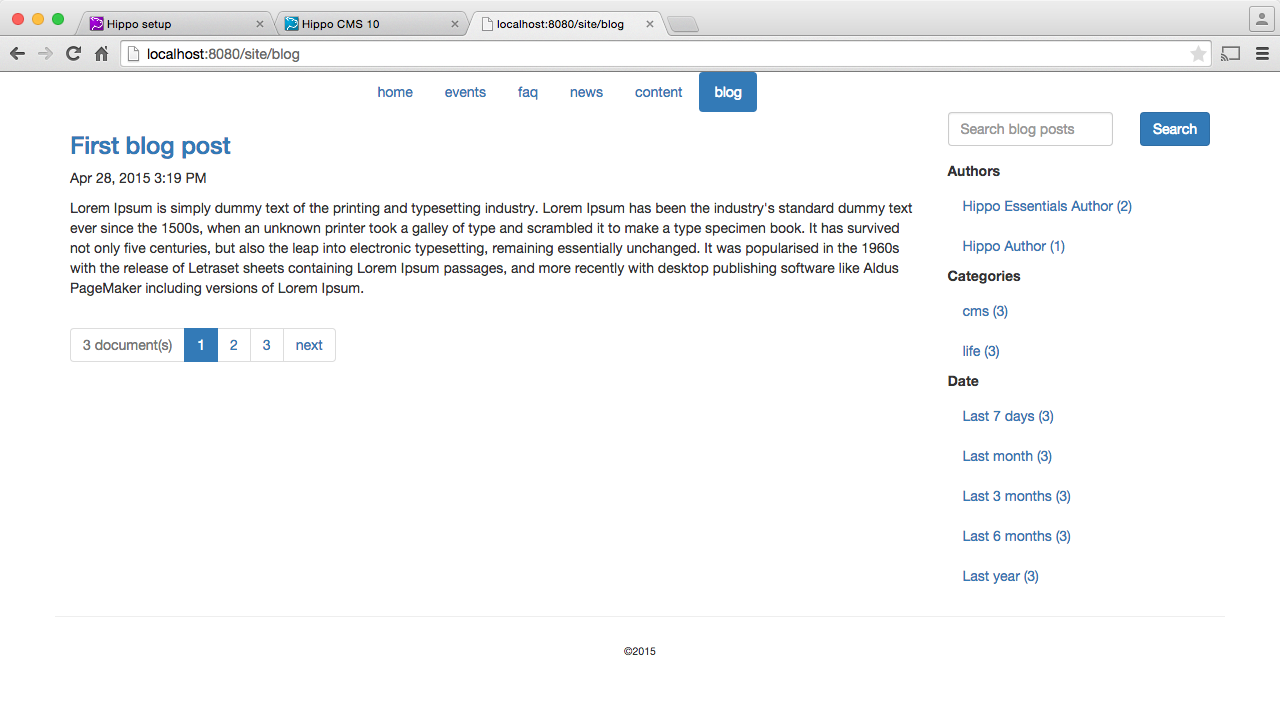 Hippo setup
Hippo CMS 10
localhost:8080/site/blog
localhost:8080/site/blog
home events faq news content blog
First blog post
Apr 28, 2015 3:19 PM
Lorem Ipsum is simply dummy text of the printing and typesetting industry. Lorem Ipsum has been the industry's standard dummy text
ever since the 1500s, when an unknown printer took a galley of type and scrambled it to make a type specimen book. It has survived
not only five centuries, but also the leap into electronic typesetting, remaining essentially unchanged. It was popularised in the 1960s
with the release of Letraset sheets containing Lorem Ipsum passages, and more recently with desktop publishing software like Aldus
PageMaker including versions of Lorem Ipsum.
3 document(s) 1 2 3 next
Search blog posts Search
Authors
Hippo Essentials Author (2)
Hippo Author (1)
Categories
cms (3)
life (3)
Date
Last 7 days (3)
Last month (3)
Last 3 months (3)
Last 6 months (3)
Last year (3)
©2015